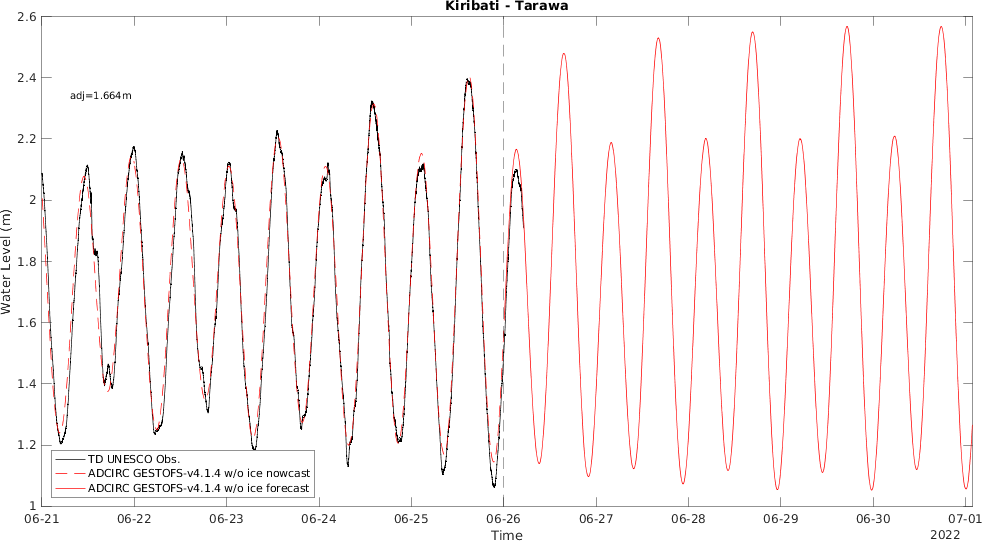 Kiribati - Tarawa
2.6
2.4
adj=1.664m
2.2
2
1.8
Water Level (m)
1.6
1.4
1.2
TD UNESCO Obs.
ADCIRC GESTOFS-v4.1.4 w/o ice nowcast
ADCIRC GESTOFS-v4.1.4 w/o ice forecast
1
06-21 06-22 06-23 06-24 06-25 06-26 06-27 06-28 06-29 06-30 07-01
Time
2022